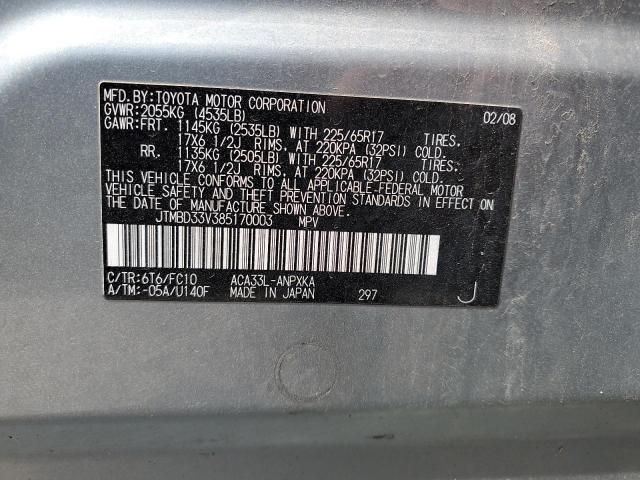 MFD.BY:TOYOTA MOTOR CORPORATION 02/08
GVWR:2055KG (4535LB)
GAWR:FRT. 1145KG (2535LB) WITH 225/65R17 TIRES.
17X6 1/2J RIMS, AT 220KPA (32PSI) COLD.
RR. 1135KG (2505LB) WITH 225/65R17 TIRES.
17X6 1/2J RIMS, AT 220KPA (32PSI) COLD.
THIS VEHICLE CONFORMS TO ALL APPLICABLE FEDERAL MOTOR
VEHICLE SAFETY AND THEFT PREVENTION STANDARDS IN EFFECT ON
THE DATE OF MANUFACTURE SHOWN ABOVE.
JTMBD33V385170003 MPV
C/TR:6T6/FC10 ACA33L-ANPXKA
A/TM:-05A/U140F MADE IN JAPAN 297 J